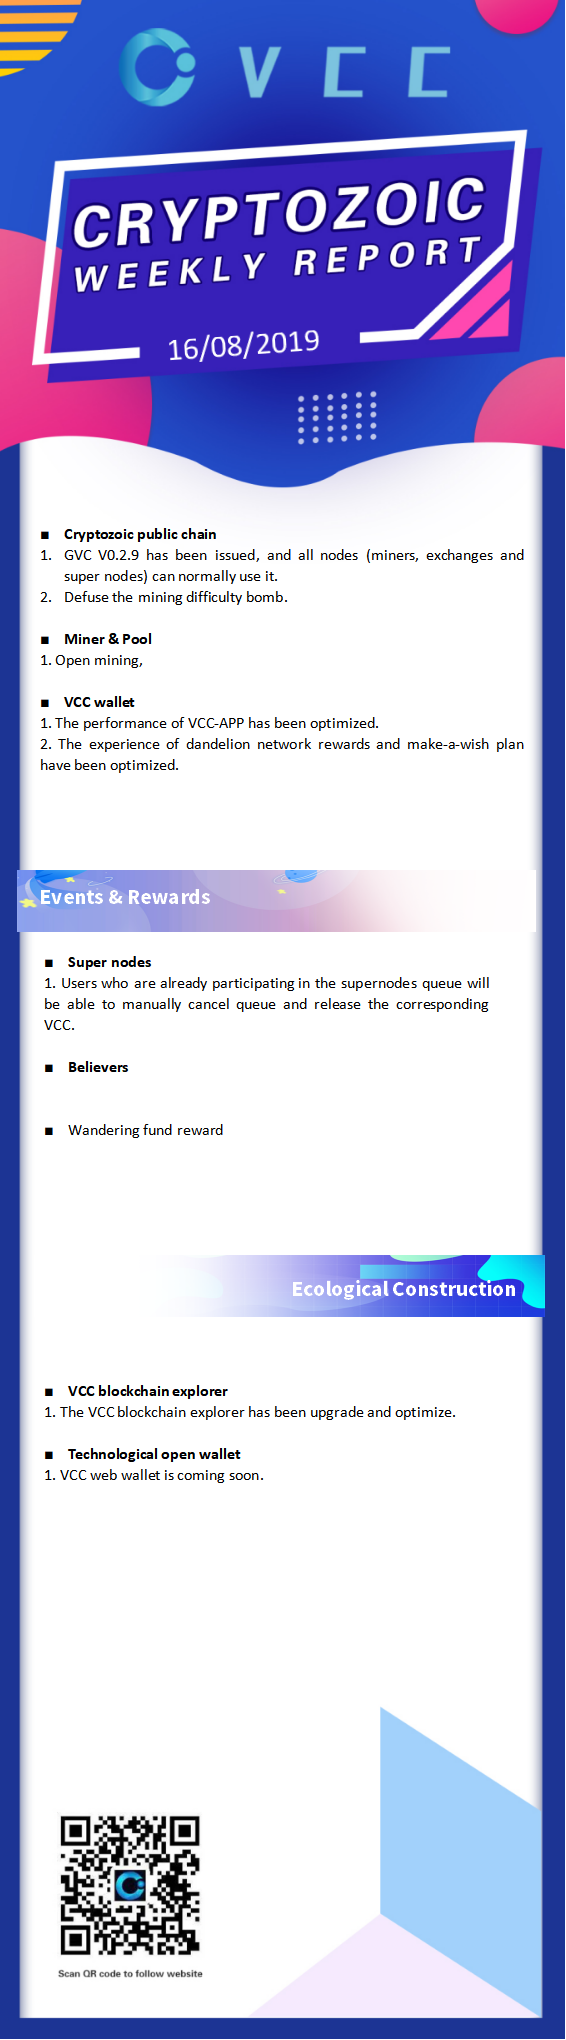 VCC
CRYPTOZOIC
WEEKLY REPORT
16/08/2019
■ Cryptozoic public chain
1. GVC V0.2.9 has been issued, and all nodes (miners, exchanges and
super nodes) can normally use it.
2. Defuse the mining difficulty bomb.
■ Miner & Pool
1. Open mining,
■ VCC wallet
1. The performance of VCC-APP has been optimized.
2. The experience of dandelion network rewards and make-a-wish plan
have been optimized.
Events & Rewards
■ Super nodes
1. Users who are already participating in the supernodes queue will
be able to manually cancel queue and release the corresponding
VCC.
■ Believers
■ Wandering fund reward
Ecological Construction
■ VCC blockchain explorer
1. The VCC blockchain explorer has been upgrade and optimize.
■ Technological open wallet
1. VCC web wallet is coming soon.
Scan QR code to follow website